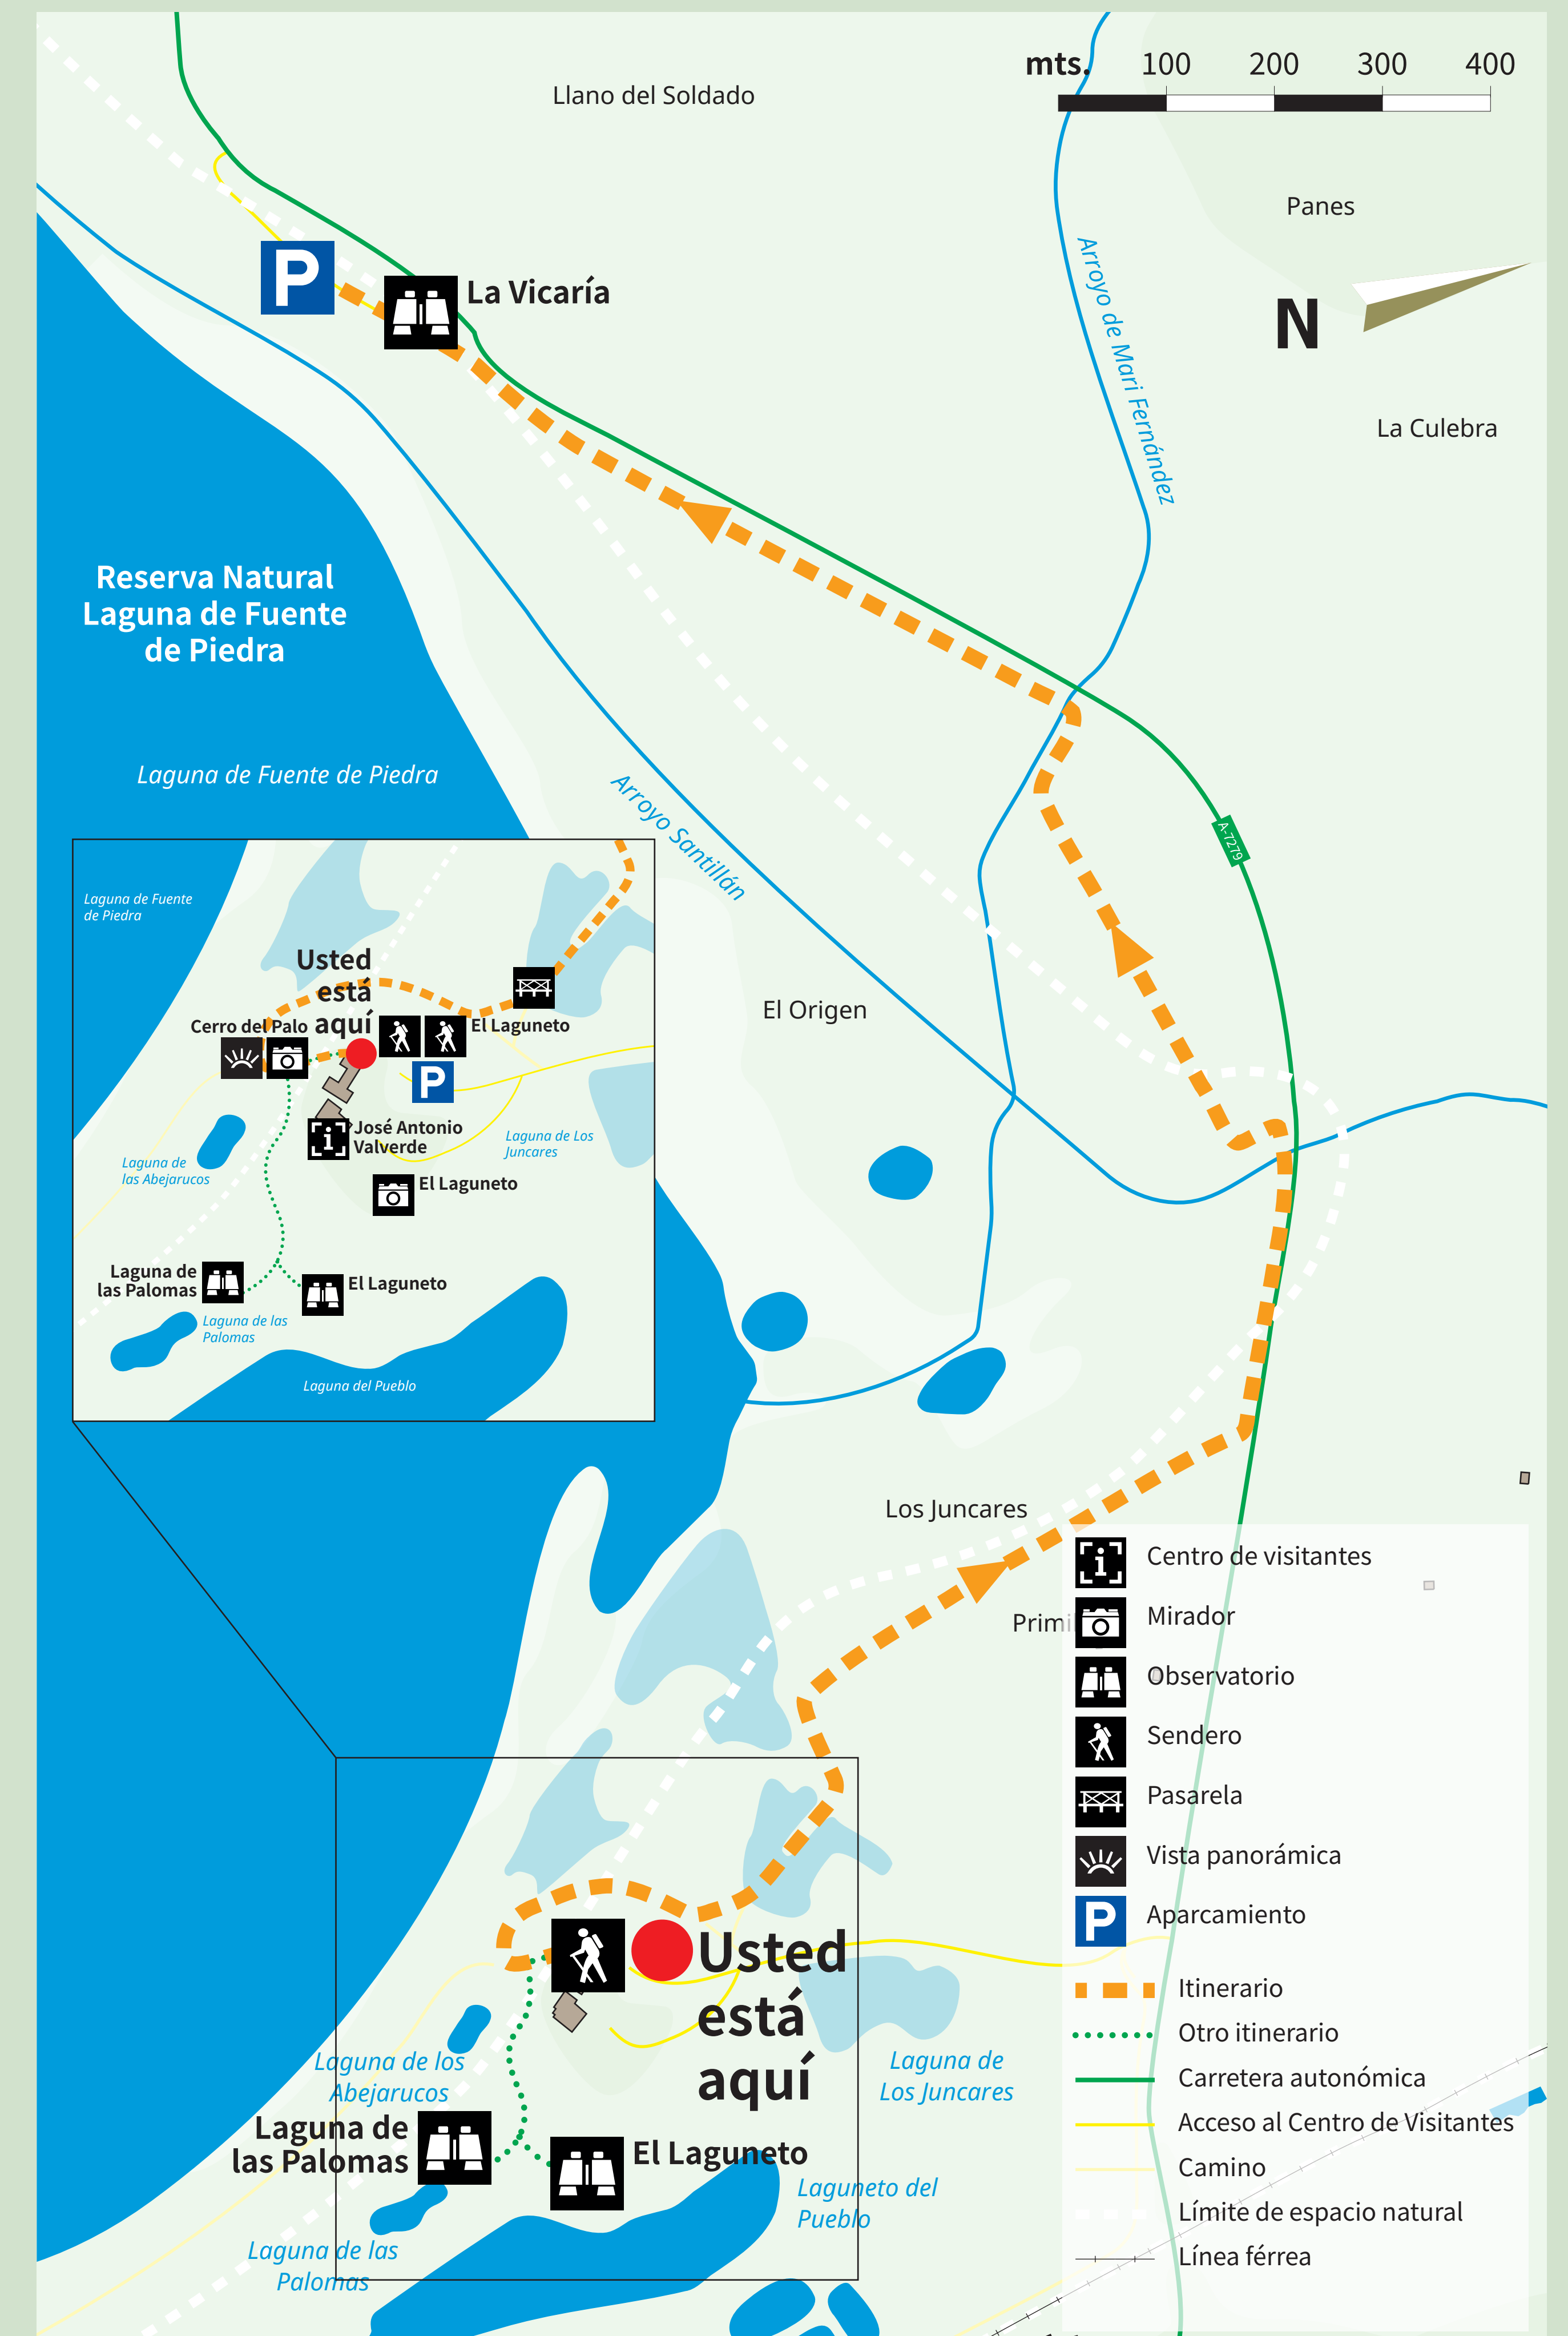 mts. 100 200 300 400
Llano del Soldado
Panes
Arroyo de Mari Fernández
N
La Vicaría
P
La Culebra
Reserva Natural
Laguna de Fuente
de Piedra
Laguna de Fuente de Piedra
Arroyo Santillán
A-7279
El Origen
Laguna de Fuente
de Piedra
Usted
está
aquí
Cerro del Palo
El Laguneto
P
José Antonio
Valverde
i
Laguna de Los
Juncares
Laguna de
las Abejarucos
El Laguneto
Laguna de
las Palomas
El Laguneto
Laguna de las
Palomas
Laguna del Pueblo
Los Juncares
i Centro de visitantes
Mirador
Observatorio
Sendero
Pasarela
Vista panorámica
P Aparcamiento
Itinerario
Otro itinerario
Carretera autonómica
Acceso al Centro de Visitantes
Camino
Límite de espacio natural
Línea férrea
Usted
está
aquí
Laguna de los
Abejarucos
Laguna de
Los Juncares
Laguna de
las Palomas
El Laguneto
Laguneto del
Pueblo
Laguna de las
Palomas